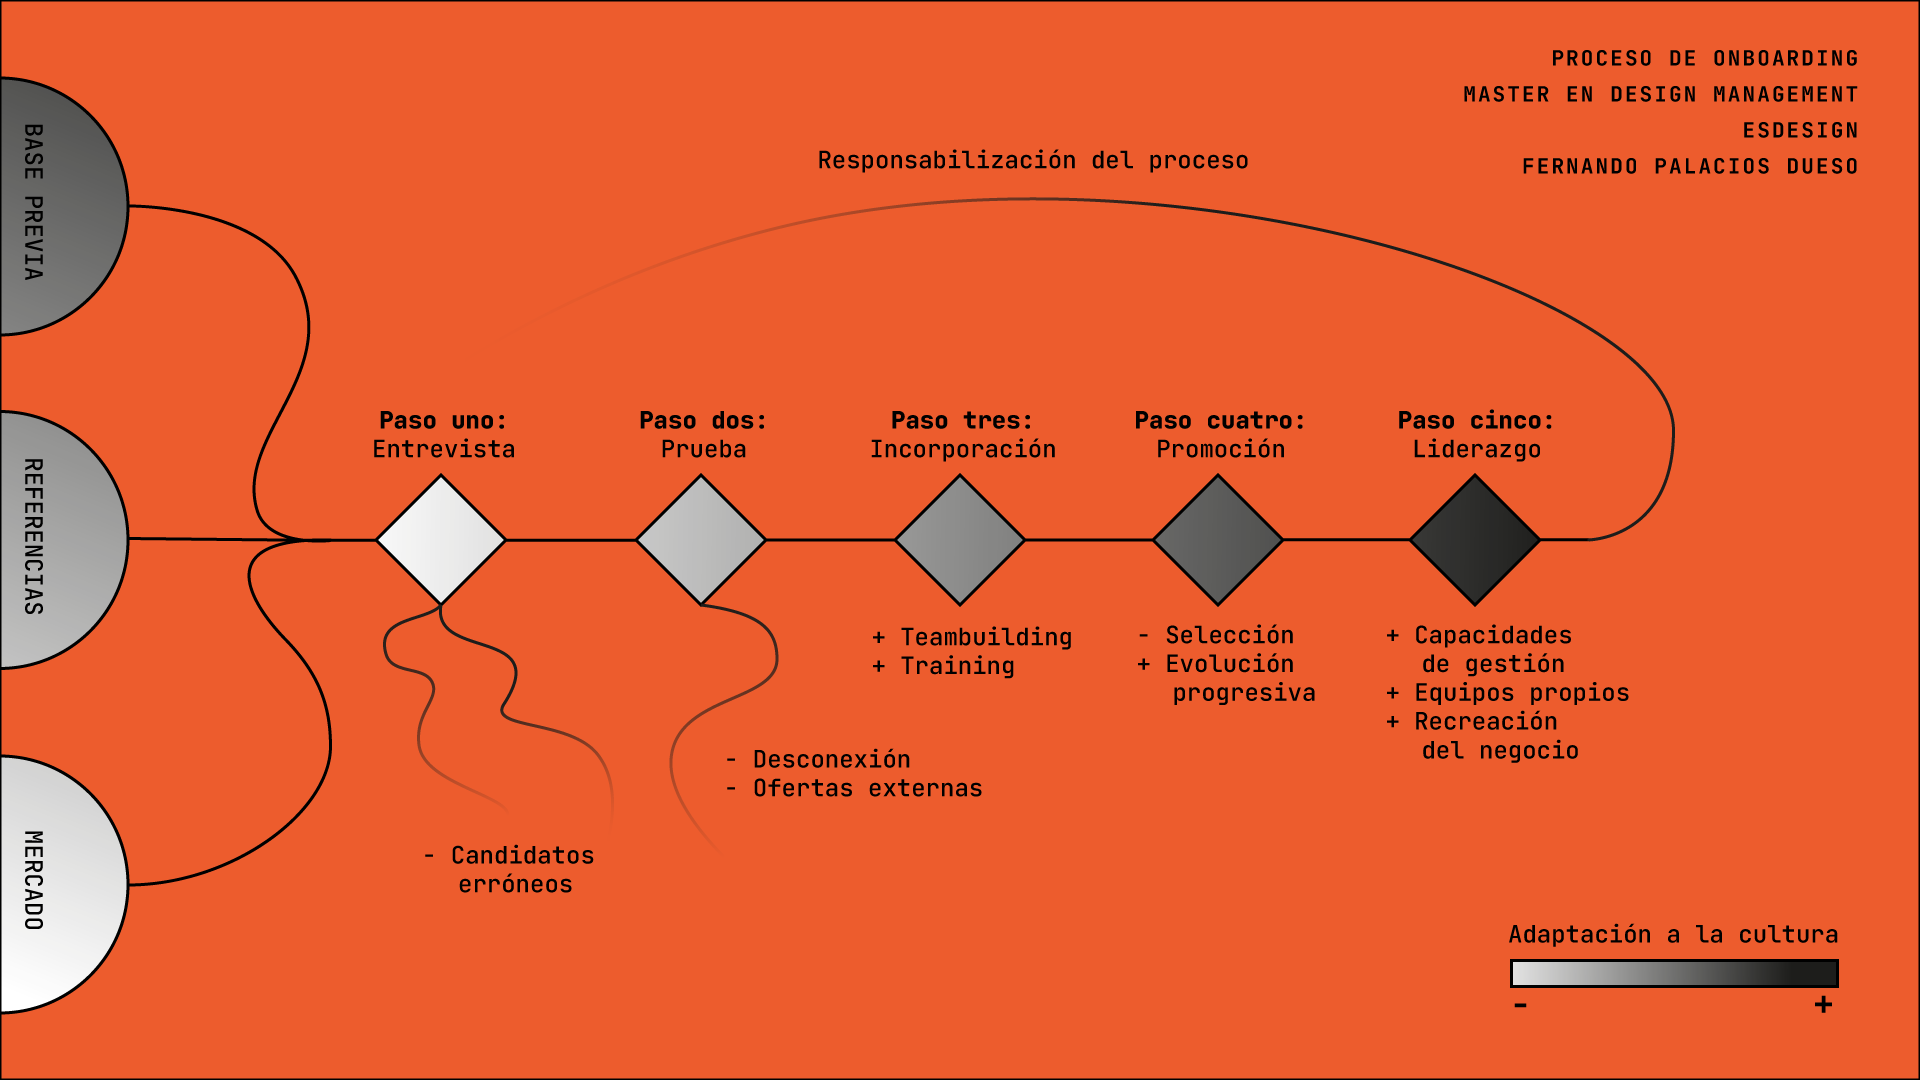 PROCESO DE ONBOARDING
MASTER EN DESIGN MANAGEMENT
ESDESIGN
FERNANDO PALACIOS DUESO
Responsabilización del proceso
BASE PREVIA
REFERENCIAS
MERCADO
Paso uno:
Entrevista
Paso dos:
Prueba
Paso tres:
Incorporación
Paso cuatro:
Promoción
Paso cinco:
Liderazgo
- Candidatos
erróneos
- Desconexión
- Ofertas externas
+ Teambuilding
+ Training
- Selección
+ Evolución
progresiva
+ Capacidades
de gestión
+ Equipos propios
+ Recreación
del negocio
Adaptación a la cultura
- +